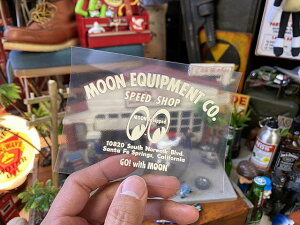 MOON EQUIPMENT CO.
SPEED SHOP
MOON
10820 South Norwalk Blvd.
Santa Fe Springs, California
GO! with MOON